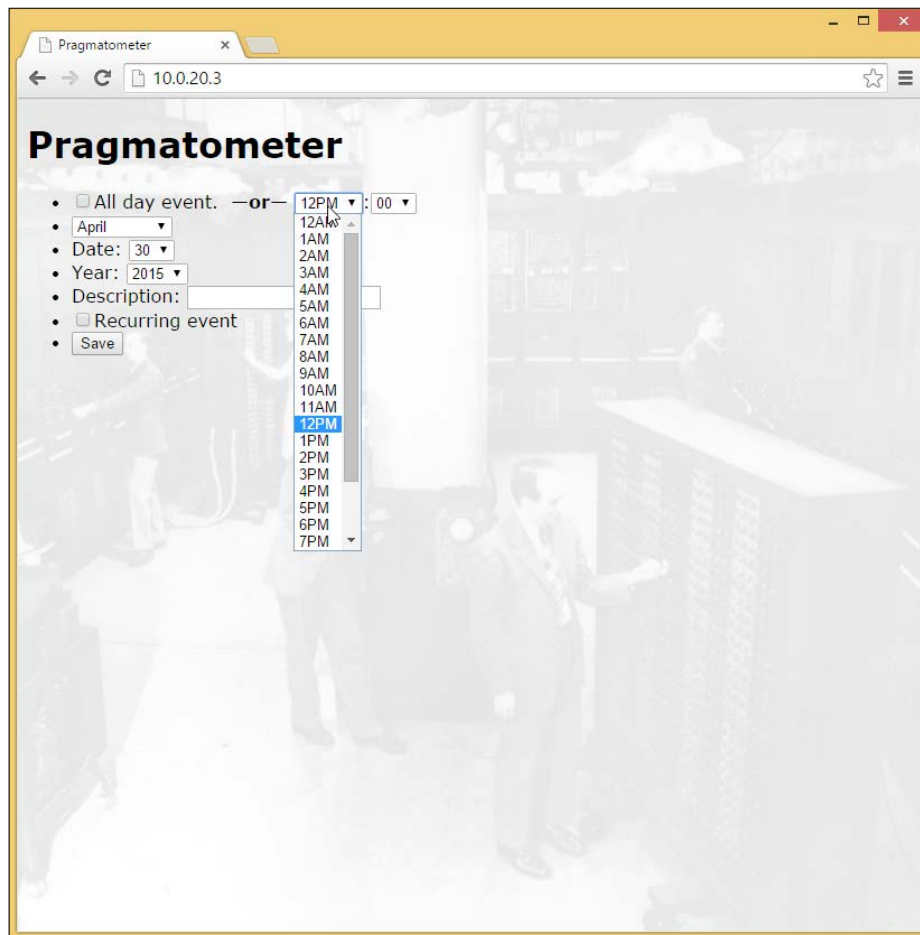 Pragmatometer
10.0.20.3
Pragmatometer
All day event. —or— 12PM : 00
April
Date: 30
Year: 2015
Description:
Recurring event
Save
12AM
1AM
2AM
3AM
4AM
5AM
6AM
7AM
8AM
9AM
10AM
11AM
12PM
1PM
2PM
3PM
4PM
5PM
6PM
7PM